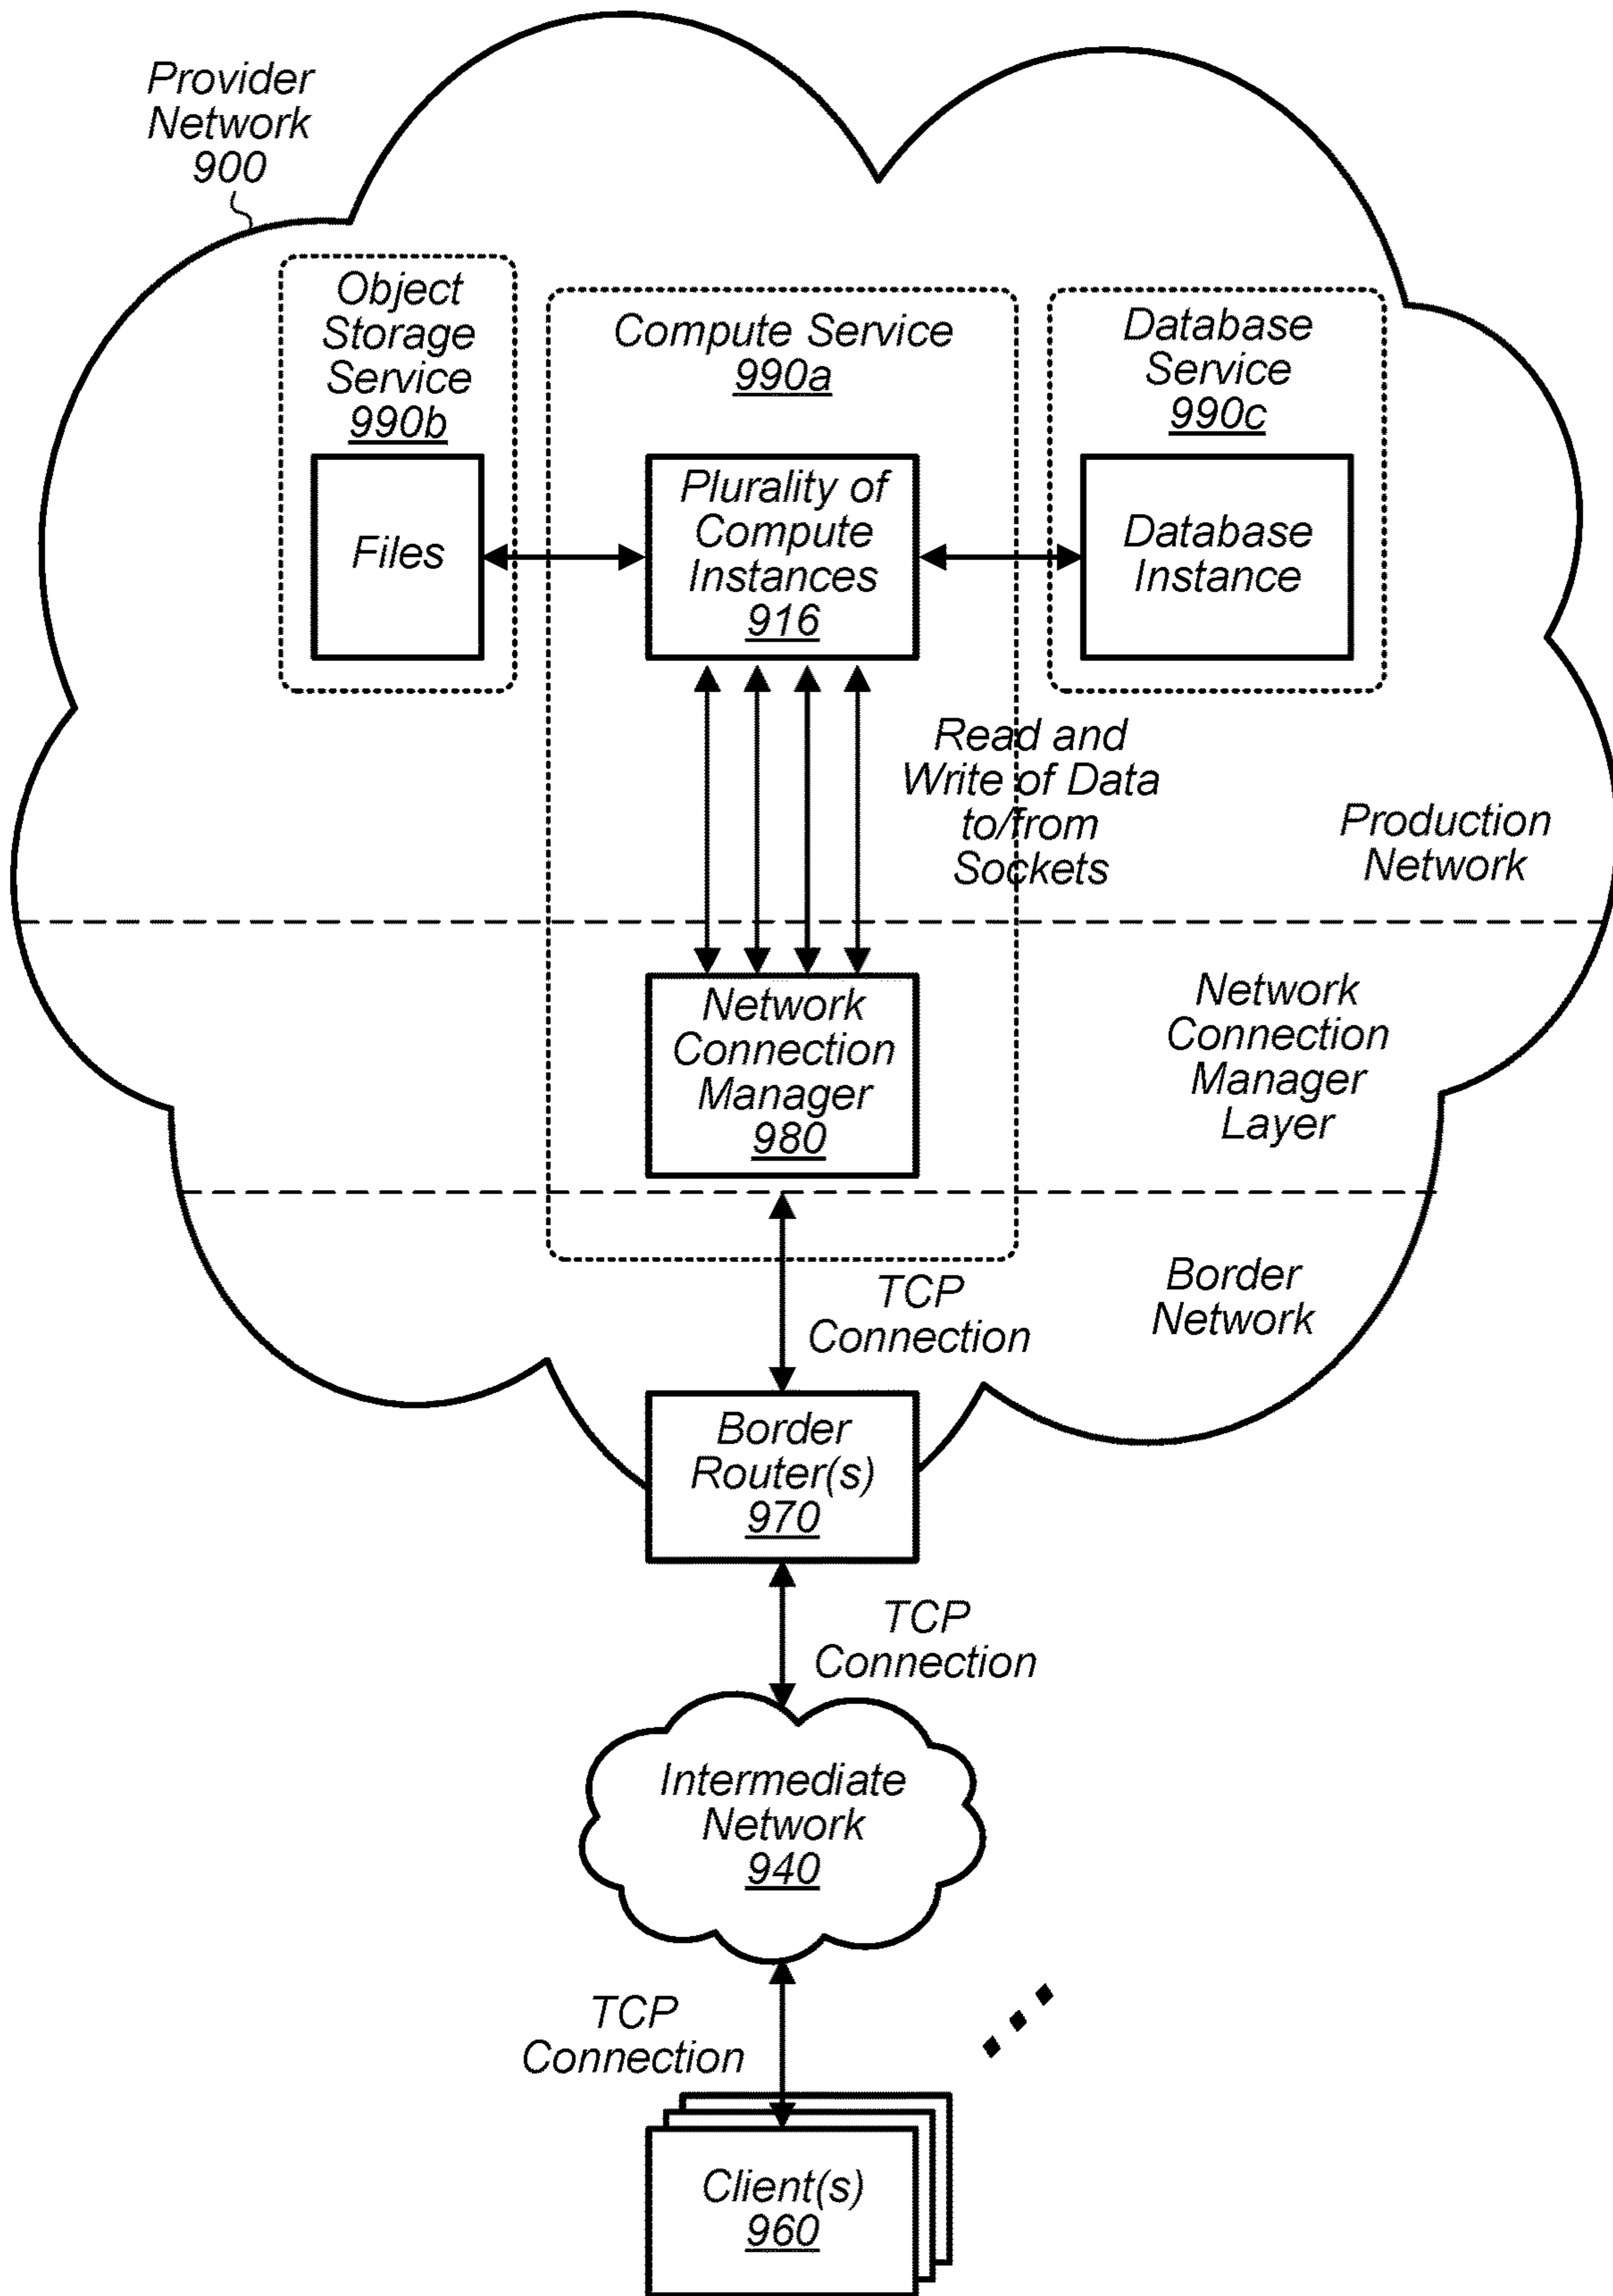 Provider
Network
900
Object
Storage
Service
990b
Files
Compute Service
990a
Plurality of
Compute
Instances
916
Database
Service
990c
Database
Instance
Read and
Write of Data
to/from
Sockets
Production
Network
Network
Connection
Manager
980
Network
Connection
Manager
Layer
TCP
Connection
Border
Network
Border
Router(s)
970
TCP
Connection
Intermediate
Network
940
TCP
Connection
Client(s)
960